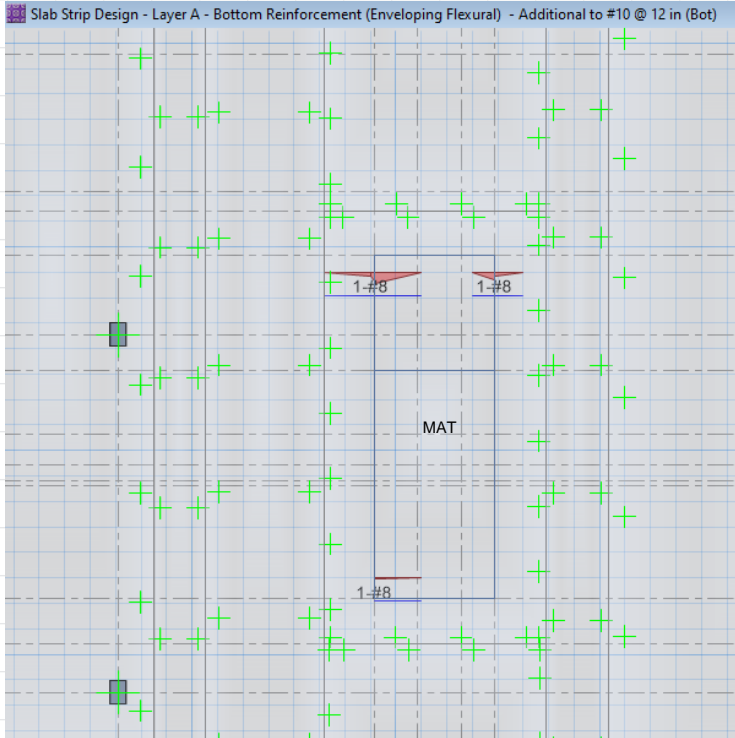 Slab Strip Design - Layer A - Bottom Reinforcement (Enveloping Flexural) - Additional to #10 @ 12 in (Bot)
1-#8 1-#8
MAT
1-#8